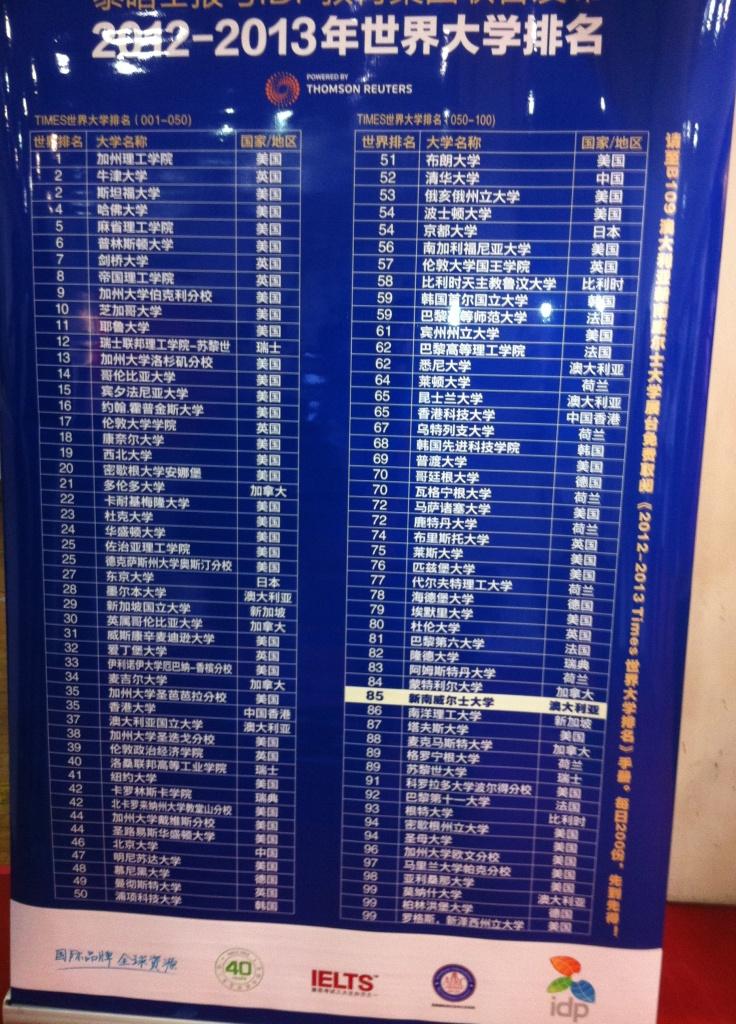 2012-2013年世界大学排名
POWERED BY
THOMSON REUTERS
TIMES世界大学排名(001-050)
世界排名 大学名称 国家/地区
1 加州理工学院 美国
2 牛津大学 英国
2 斯坦福大学 美国
4 哈佛大学 美国
5 麻省理工学院 美国
6 普林斯顿大学 美国
7 剑桥大学 英国
8 帝国理工学院 英国
9 加州大学伯克利分校 美国
10 芝加哥大学 美国
11 耶鲁大学 美国
12 瑞士联邦理工学院-苏黎世 瑞士
13 加州大学洛杉矶分校 美国
14 哥伦比亚大学 美国
15 宾夕法尼亚大学 美国
16 约翰.霍普金斯大学 美国
17 伦敦大学学院 英国
18 康奈尔大学 美国
19 西北大学 美国
20 密歇根大学安娜堡 美国
21 多伦多大学 加拿大
22 卡耐基梅隆大学 美国
23 杜克大学 美国
24 华盛顿大学 美国
25 佐治亚理工学院 美国
25 德克萨斯州大学奥斯汀分校 美国
27 东京大学 日本
28 墨尔本大学 澳大利亚
29 新加坡国立大学 新加坡
30 英属哥伦比亚大学 加拿大
31 威斯康辛麦迪逊大学 美国
32 爱丁堡大学 英国
33 伊利诺伊大学厄巴纳-香槟分校 美国
34 麦吉尔大学 加拿大
35 加州大学圣芭芭拉分校 美国
35 香港大学 中国香港
37 澳大利亚国立大学 澳大利亚
38 加州大学圣迭戈分校 美国
39 伦敦政治经济学院 英国
40 洛桑联邦高等工业学院 瑞士
41 纽约大学 美国
42 卡罗林斯卡学院 瑞典
42 北卡罗来纳州大学教堂山分校 美国
44 加州大学戴维斯分校 美国
44 圣路易斯华盛顿大学 美国
46 北京大学 中国
47 明尼苏达大学 美国
48 慕尼黑大学 德国
49 曼彻斯特大学 英国
50 浦项科技大学 韩国
TIMES世界大学排名(050-100)
世界排名 大学名称 国家/地区
51 布朗大学 美国
52 清华大学 中国
53 俄亥俄州立大学 美国
54 波士顿大学 美国
54 京都大学 日本
56 南加利福尼亚大学 美国
57 伦敦大学国王学院 英国
58 比利时天主教鲁汶大学 比利时
59 韩国首尔国立大学 韩国
59 巴黎高等师范大学 法国
61 宾州州立大学 美国
62 巴黎高等理工学院 法国
62 悉尼大学 澳大利亚
64 莱顿大学 荷兰
65 昆士兰大学 澳大利亚
65 香港科技大学 中国香港
67 乌特列支大学 荷兰
68 韩国先进科技学院 韩国
69 普渡大学 美国
70 哥廷根大学 德国
70 瓦格宁根大学 荷兰
72 马萨诸塞大学 美国
72 鹿特丹大学 荷兰
74 布里斯托大学 英国
75 莱斯大学 美国
76 匹兹堡大学 美国
77 代尔夫特理工大学 荷兰
78 海德堡大学 德国
79 埃默里大学 美国
80 杜伦大学 英国
81 巴黎第六大学 法国
82 隆德大学 瑞典
83 阿姆斯特丹大学 荷兰
84 蒙特利尔大学 加拿大
85 新南威尔士大学 澳大利亚
86 南洋理工大学 新加坡
87 塔夫斯大学 美国
88 麦克马斯特大学 加拿大
89 格罗宁根大学 荷兰
89 苏黎世大学 瑞士
91 科罗拉多大学波尔得分校 美国
92 巴黎第十一大学 法国
93 根特大学 比利时
94 密歇根州立大学 美国
94 圣母大学 美国
96 加州大学欧文分校 美国
97 马里兰大学帕克分校 美国
98 亚利桑那大学 美国
99 莫纳什大学 澳大利亚
99 柏林洪堡大学 德国
99 罗格斯，新泽西州立大学 美国
请至B109澳大利亚新南威尔士大学展台免费取阅《2012-2013 Times 世界大学排名》手册。每日200份，先到先得！
国际品牌 全球资源
40
IELTS
idp